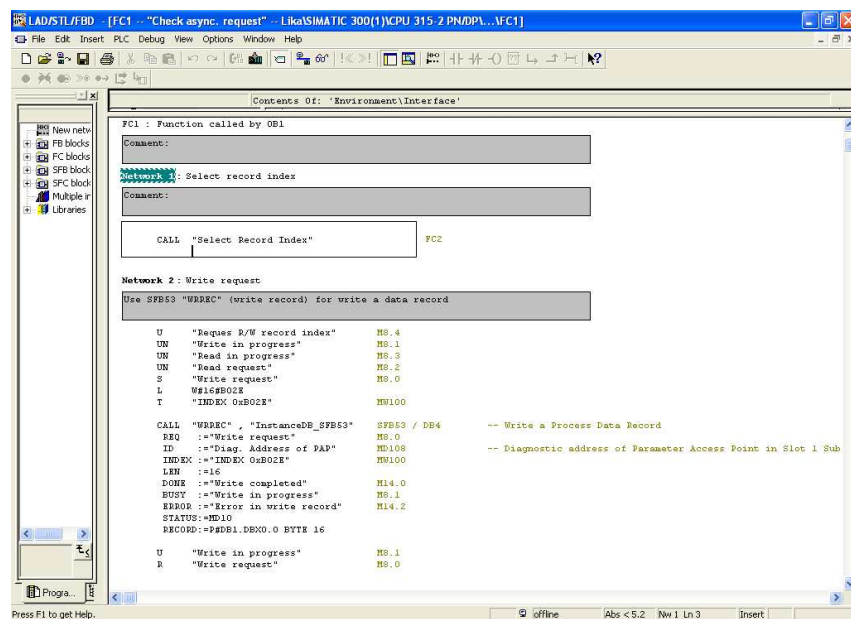 LAD/STL/FBD - [FC1 -- "Check async. request" -- Lika\SIMATIC 300(1)\CPU 315-2 PN/DP\...\FC1]
File Edit Insert PLC Debug View Options Window Help
Contents Of: 'Environment\Interface'
New netw
FB blocks
FC blocks
SFB block
SFC block
Multiple ir
Libraries
FC1 : Function called by OB1
Comment:
Network 1: Select record index
Comment:
CALL "Select Record Index" FC2
Network 2: Write request
Use SFB53 "WRREC" (write record) for write a data record
U "Reques R/W record index" M8.4
UN "Write in progress" M8.1
UN "Read in progress" M8.3
UN "Read request" M8.2
S "Write request" M8.0
L W#16#B02E
T "INDEX 0xB02E" MW100
CALL "WRREC" , "InstanceDB_SFB53" SFB53 / DB4 -- Write a Process Data Record
REQ :="Write request" M8.0
ID :="Diag. Address of PAP" MD108 -- Diagnostic address of Parameter Access Point in Slot 1 Sub
INDEX :="INDEX 0xB02E" MW100
LEN :=16
DONE :="Write completed" M14.0
BUSY :="Write in progress" M8.1
ERROR :="Error in write record" M14.2
STATUS:=MD10
RECORD:=P#DB1.DBX0.0 BYTE 16
U "Write in progress" M8.1
R "Write request" M8.0
Progra...
Press F1 to get Help.
offline Abs < 5.2 Nw 1 Ln 3 Insert